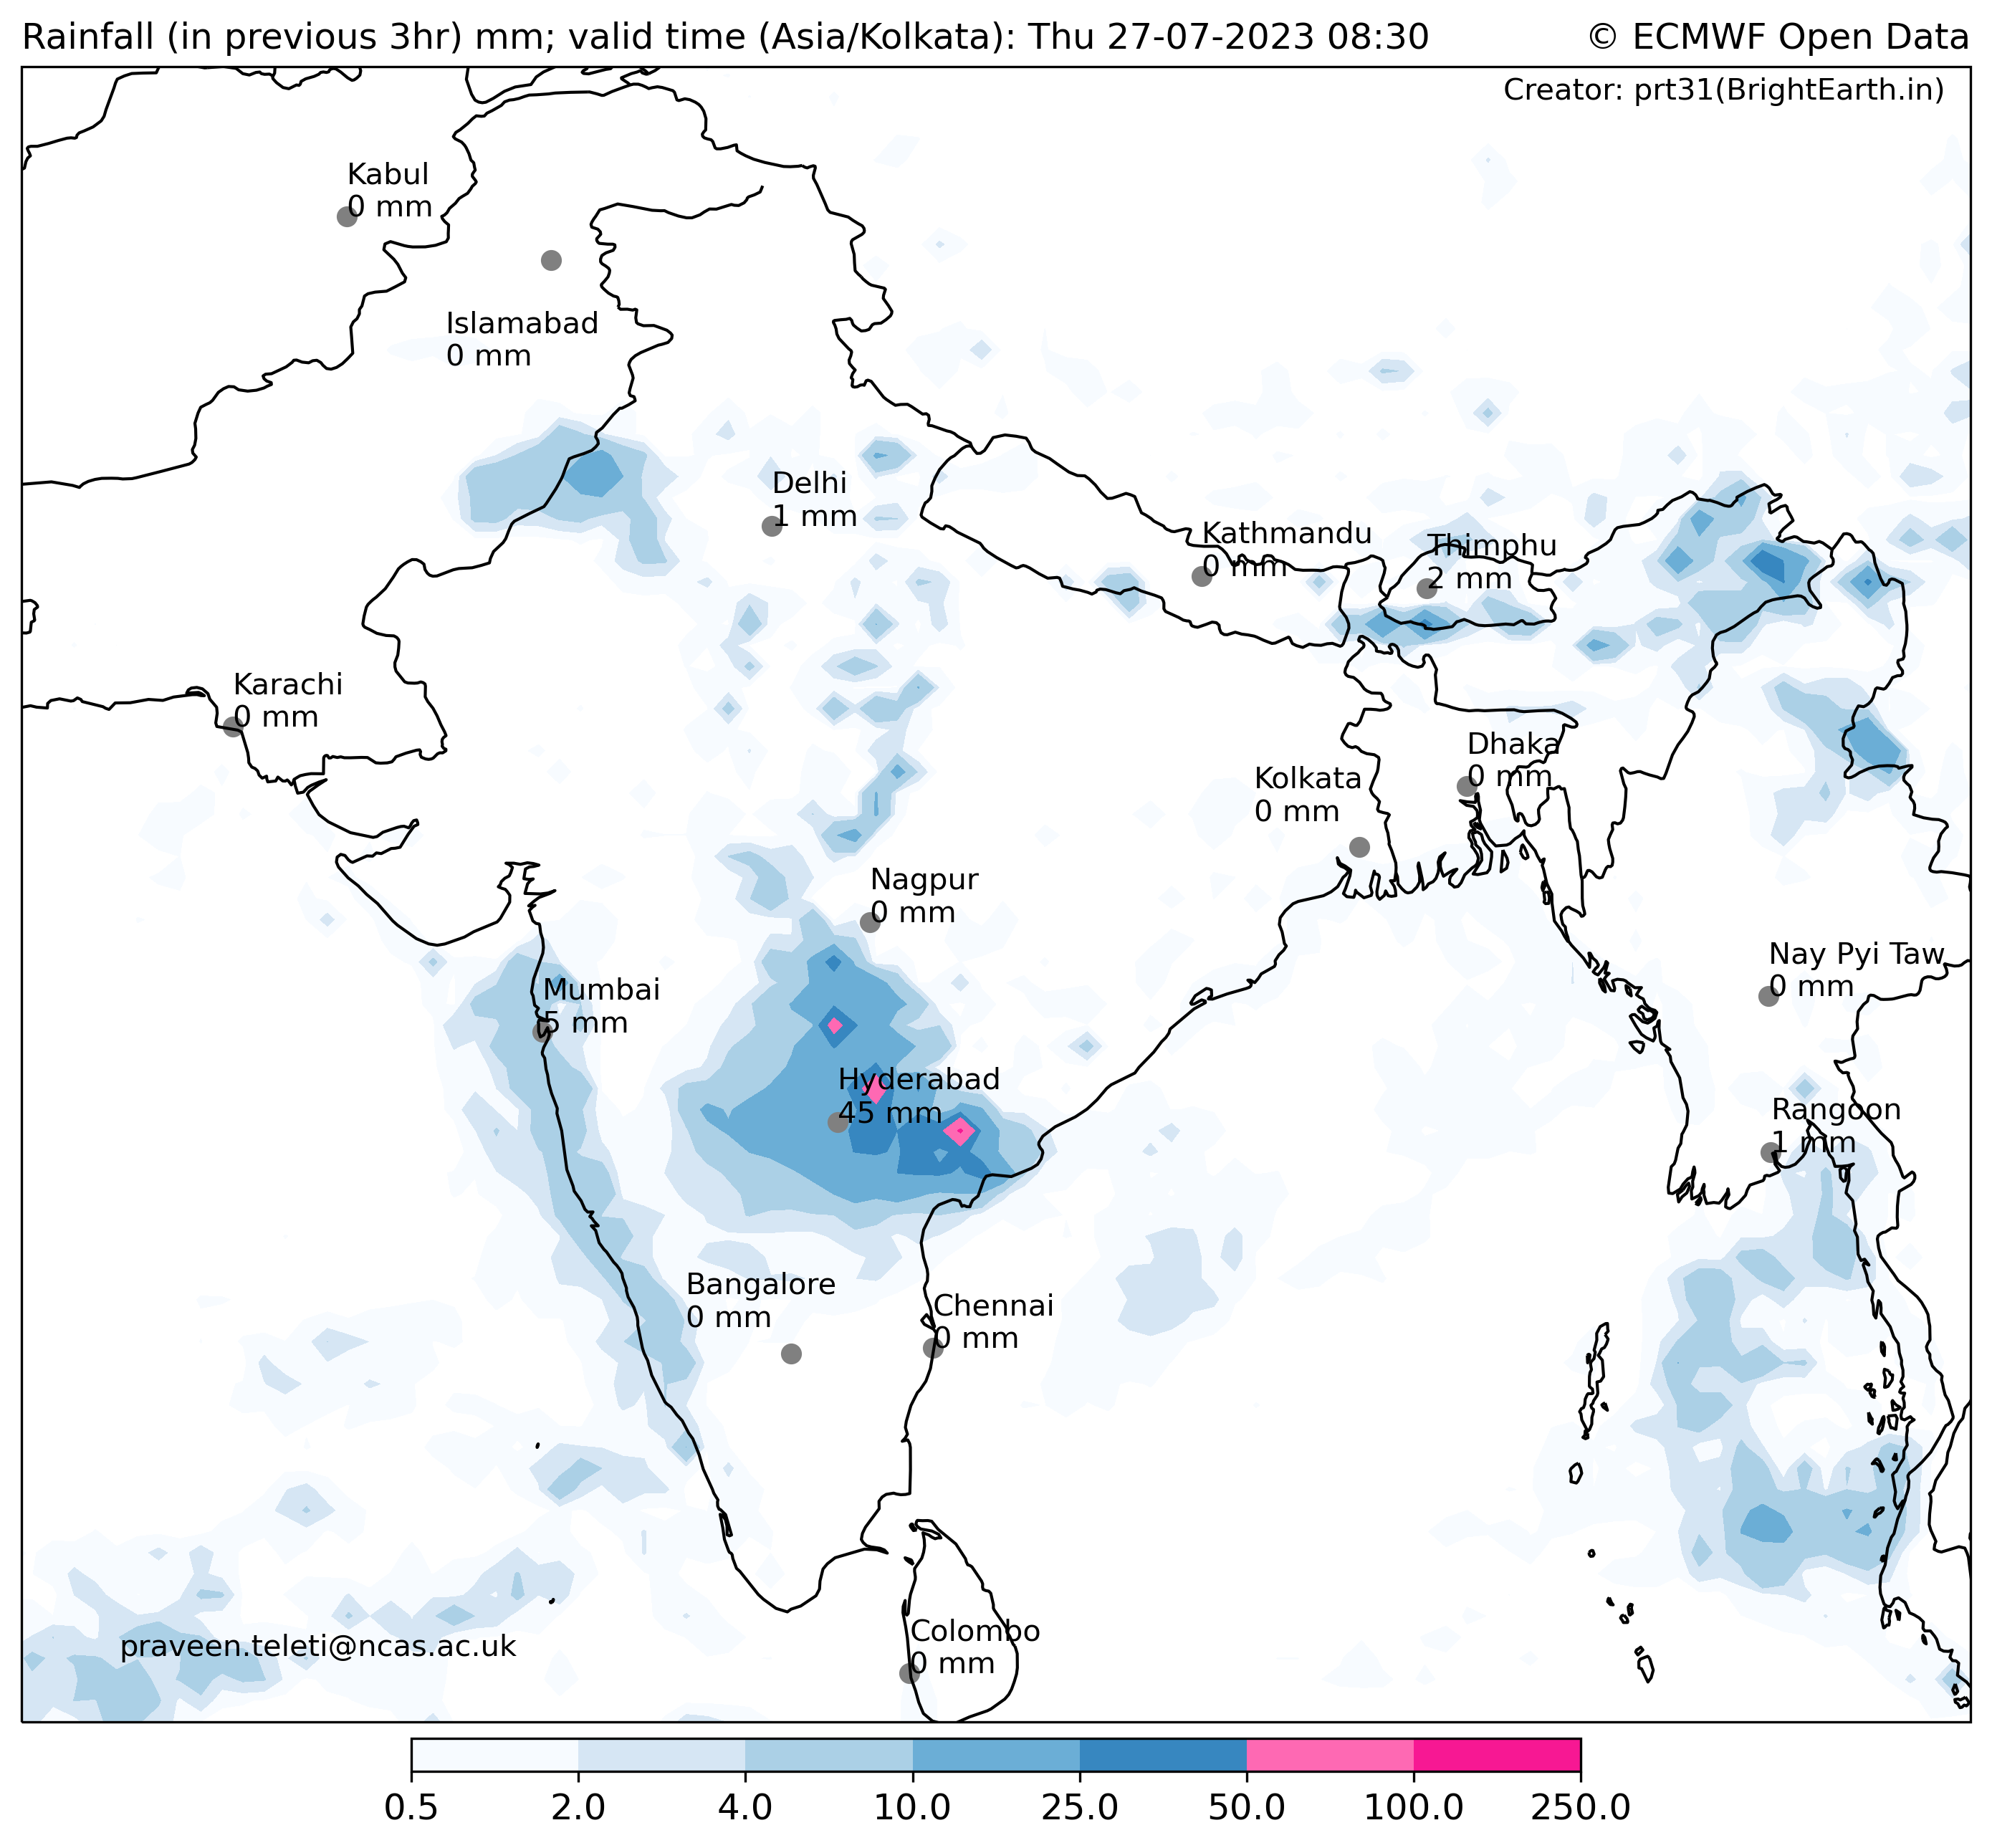 Rainfall (in previous 3hr) mm; valid time (Asia/Kolkata): Thu 27-07-2023 08:30
© ECMWF Open Data
Creator: prt31(BrightEarth.in)
Kabul
0 mm
Islamabad
0 mm
Delhi
1 mm
Kathmandu
0 mm
Thimphu
2 mm
Karachi
0 mm
Dhaka
0 mm
Kolkata
0 mm
Nagpur
0 mm
Nay Pyi Taw
0 mm
Mumbai
5 mm
Hyderabad
45 mm
Rangoon
1 mm
Bangalore
0 mm
Chennai
0 mm
Colombo
0 mm
praveen.teleti@ncas.ac.uk
0.5 2.0 4.0 10.0 25.0 50.0 100.0 250.0